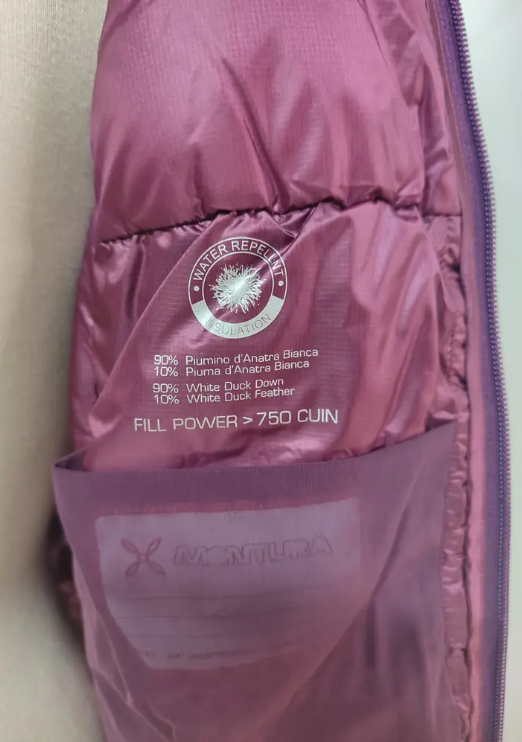 WATER REPELLNT
INSULATION
90% Piumino d'Anatra Bianca
10% Piuma d'Anatra Bianca
90% White Duck Down
10% White Duck Feather
FILL POWER > 750 CUIN
MONTURA